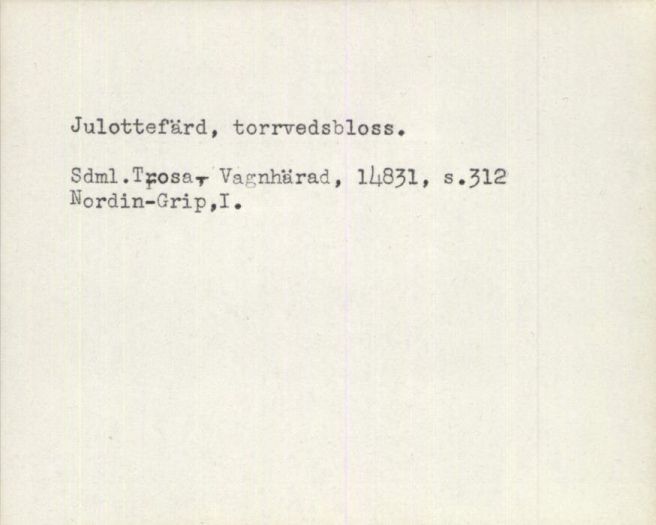 Julottefärd, torrvedsbloss.
Sdml.Trosa, Vagnhärad, 14831, s.312
Nordin-Grip,I.